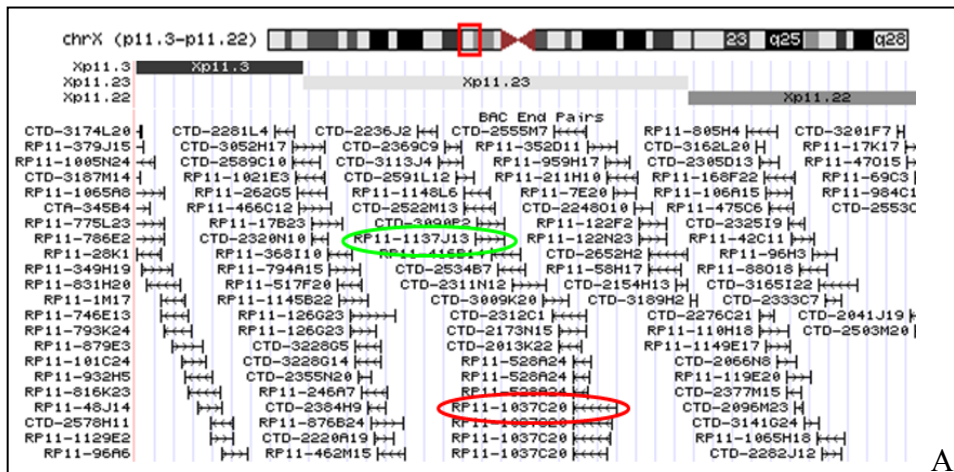 chrX (p11.3-p11.22) 23 q25 q28
Xp11.3 Xp11.3
Xp11.23 Xp11.23
Xp11.22 Xp11.22
BAC End Pairs
CTD-3174L20 CTD-2281L4 CTD-2236J2 CTD-2555M7 RP11-805H4 CTD-3201F7
RP11-379J15 CTD-3052H17 CTD-2369C9 RP11-352D11 CTD-3162L20 RP11-17K17
RP11-1005N24 CTD-2589C10 CTD-3113J4 RP11-959H17 CTD-2305D13 RP11-47O15
CTD-3187M14 RP11-1021E3 CTD-2591L12 RP11-211H10 RP11-168F22 RP11-69C3
RP11-1065A8 RP11-262G5 RP11-1148L6 RP11-7E20 RP11-106A15 RP11-984C1
CTA-345B4 RP11-466C12 CTD-2522M13 CTD-2248O10 RP11-475C6 CTD-2553C
RP11-775L23 RP11-17B23 RP11-122F2 CTD-2325I9
RP11-786E2 CTD-2320N10 RP11-1137J13 RP11-122N23 RP11-42C11
RP11-28K1 RP11-368I10 CTD-2652H2 RP11-96H3
RP11-349H19 RP11-794A15 CTD-2534B7 RP11-58H17 RP11-88O18
RP11-831H20 RP11-517F20 CTD-2311N12 CTD-2154H13 CTD-3165I22
RP11-1M17 RP11-1145B22 CTD-3009K20 CTD-3189H2 CTD-2333C7
RP11-746E13 RP11-126G23 CTD-2312C1 CTD-2276C21 CTD-2041J19
RP11-793K24 RP11-126G23 CTD-2173N15 RP11-110H18 CTD-2503M20
RP11-879E3 CTD-3228G5 CTD-2013K22 RP11-1149E17
RP11-101C24 CTD-3228G14 RP11-528A24 CTD-2066N8
RP11-932H5 CTD-2355N20 RP11-528A24 RP11-119E20
RP11-816K23 RP11-246A7 RP11-528A24 CTD-2377M15
RP11-48J14 CTD-2384H9 RP11-1037C20 CTD-2096M23
CTD-2578H11 RP11-876B24 RP11-1037C20 CTD-3141G24
RP11-1129E2 CTD-2220A19 RP11-1037C20 RP11-1065H18
RP11-96A6 RP11-462M15 RP11-1037C20 CTD-2282J12
A